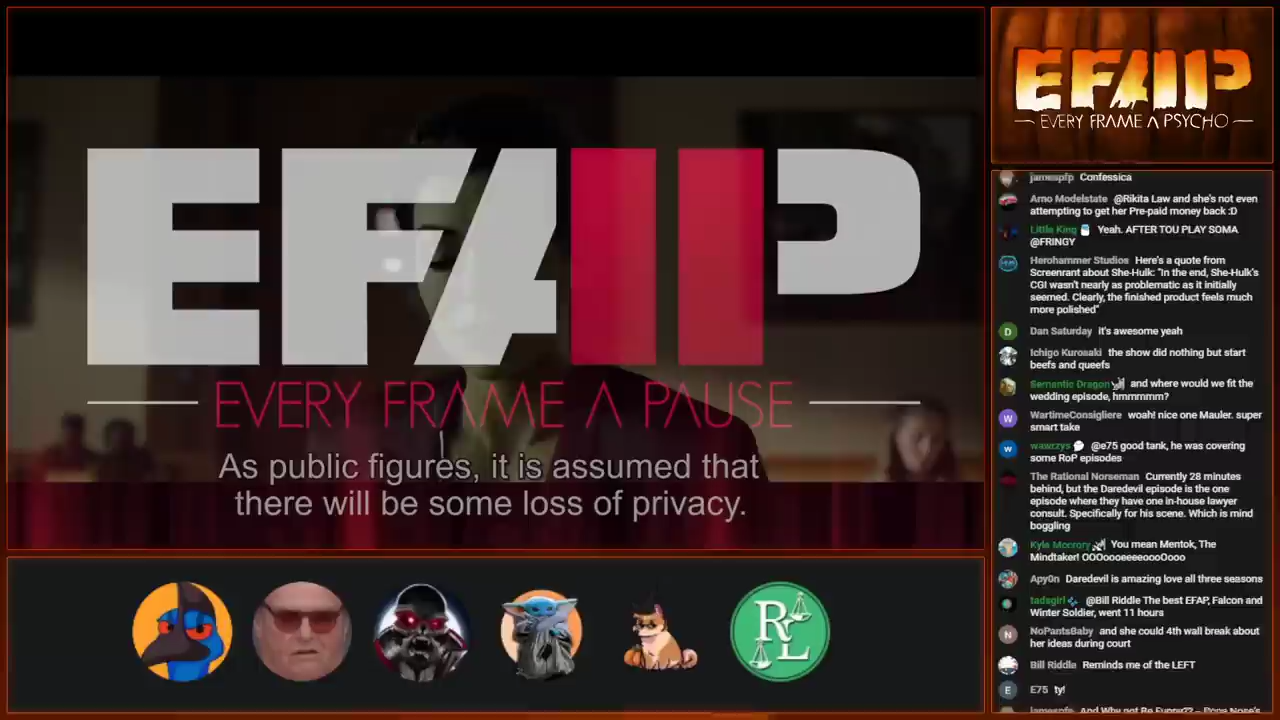 EFAP
EVERY FRAME A PAUSE
As public figures, it is assumed that
there will be some loss of privacy.
RL
EFAP
EVERY FRAME A PSYCHO
jamespfp Confessica
Arno Modelstate @Rikita Law and she's not even
attempting to get her Pre-paid money back :D
Little King Yeah. AFTER TOU PLAY SOMA
@FRINGY
Herohammer Studios Here's a quote from
Screenrant about She-Hulk: "In the end, She-Hulk's
CGI wasn't nearly as problematic as it initially
seemed. Clearly, the finished product feels much
more polished"
D
Dan Saturday it's awesome yeah
Ichigo Kurosaki the show did nothing but start
beefs and queefs
Semantic Dragon and where would we fit the
wedding episode, hmmmmm?
W
WartimeConsigliere woah! nice one Mauler. super
smart take
w
wawrzys @e75 good tank, he was covering
some RoP episodes
The Rational Norseman Currently 28 minutes
behind, but the Daredevil episode is the one
episode where they have one in-house lawyer
consult. Specifically for his scene. Which is mind
boggling
Kyle Mccrory You mean Mentok, The
Mindtaker! OOOooooeeeeoooOooo
Apy0n Daredevil is amazing love all three seasons
tadsgirl @Bill Riddle The best EFAP, Falcon and
Winter Soldier, went 11 hours
N
NoPantsBaby and she could 4th wall break about
her ideas during court
Bill Riddle Reminds me of the LEFT
E
E75 ty!